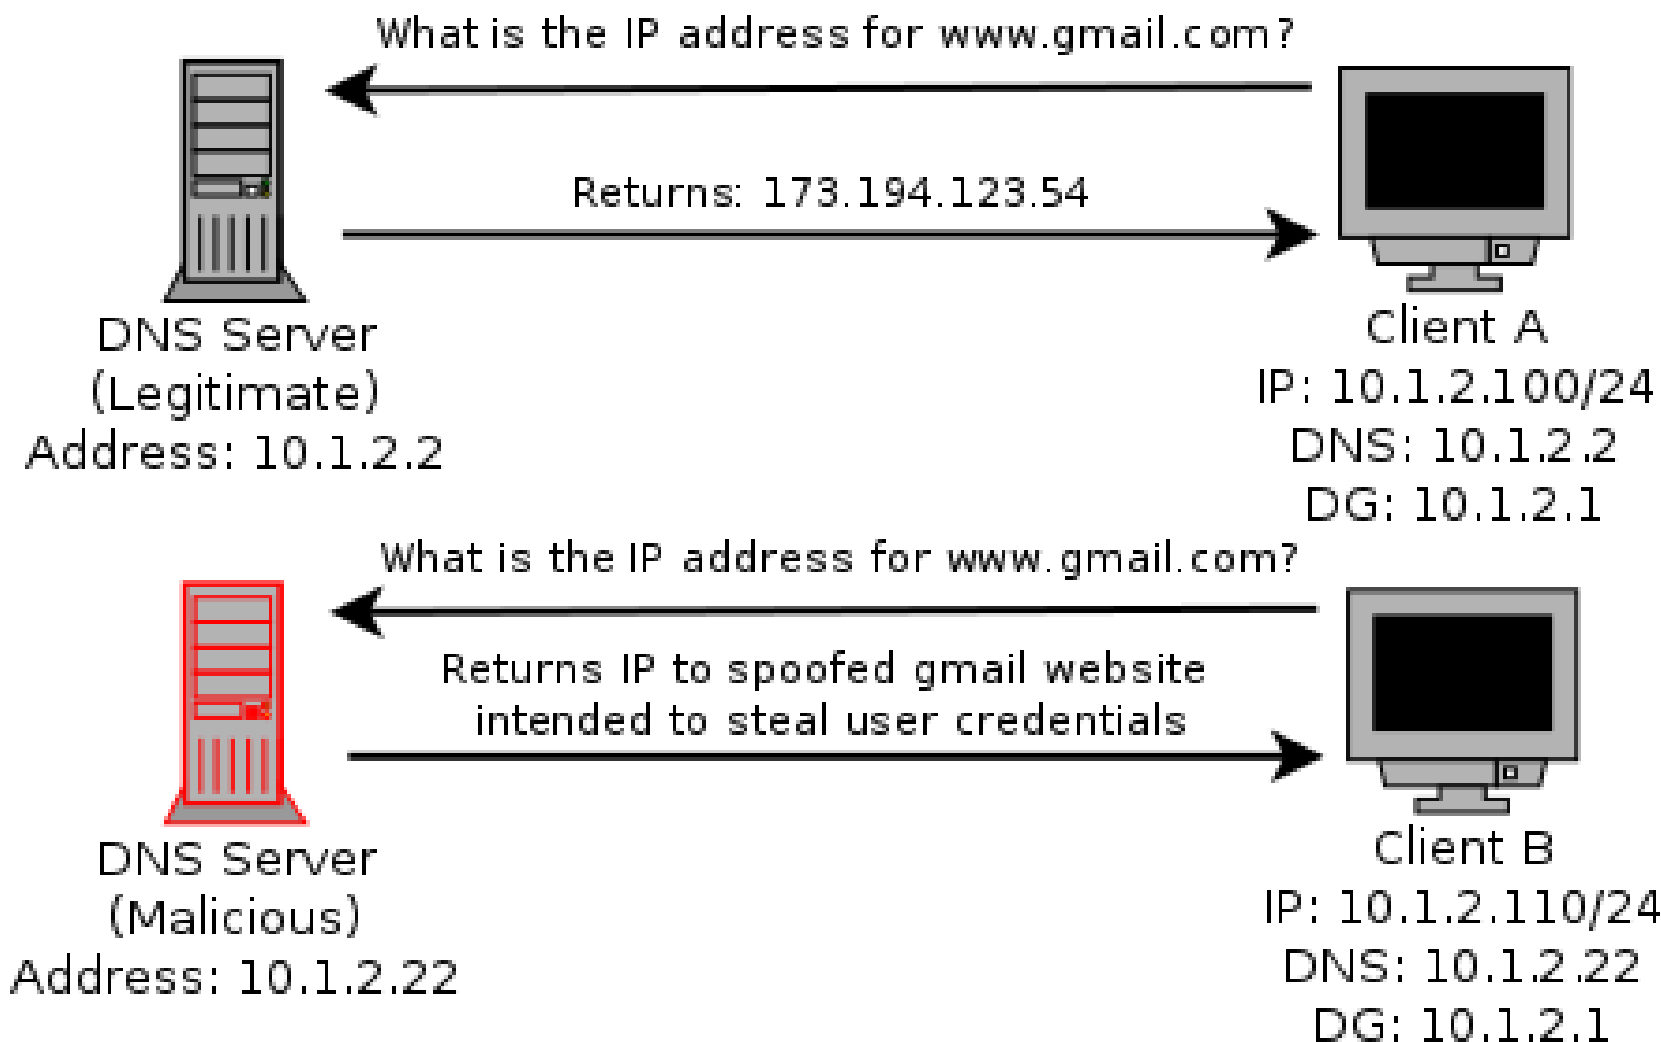 What is the IP address for www.gmail.com?
Returns: 173.194.123.54
DNS Server
(Legitimate)
Address: 10.1.2.2
Client A
IP: 10.1.2.100/24
DNS: 10.1.2.2
DG: 10.1.2.1
What is the IP address for www.gmail.com?
Returns IP to spoofed gmail website
intended to steal user credentials
DNS Server
(Malicious)
Address: 10.1.2.22
Client B
IP: 10.1.2.110/24
DNS: 10.1.2.22
DG: 10.1.2.1